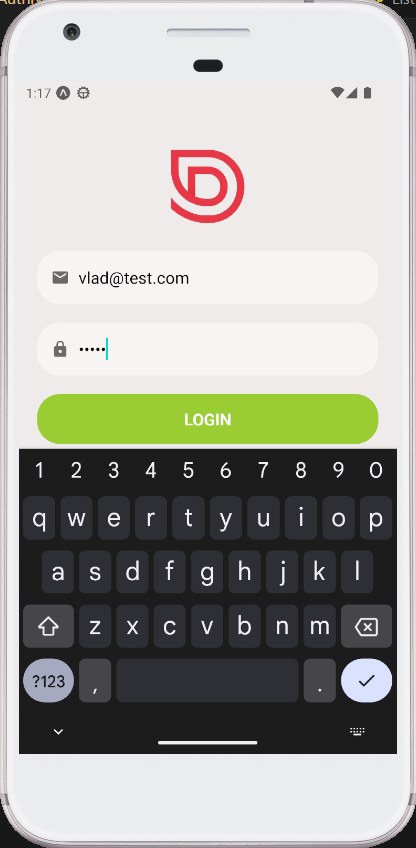 1:17
vlad@test.com
•••••
LOGIN
1 2 3 4 5 6 7 8 9 0
q w e r t y u i o p
a s d f g h j k l
z x c v b n m
?123 , .